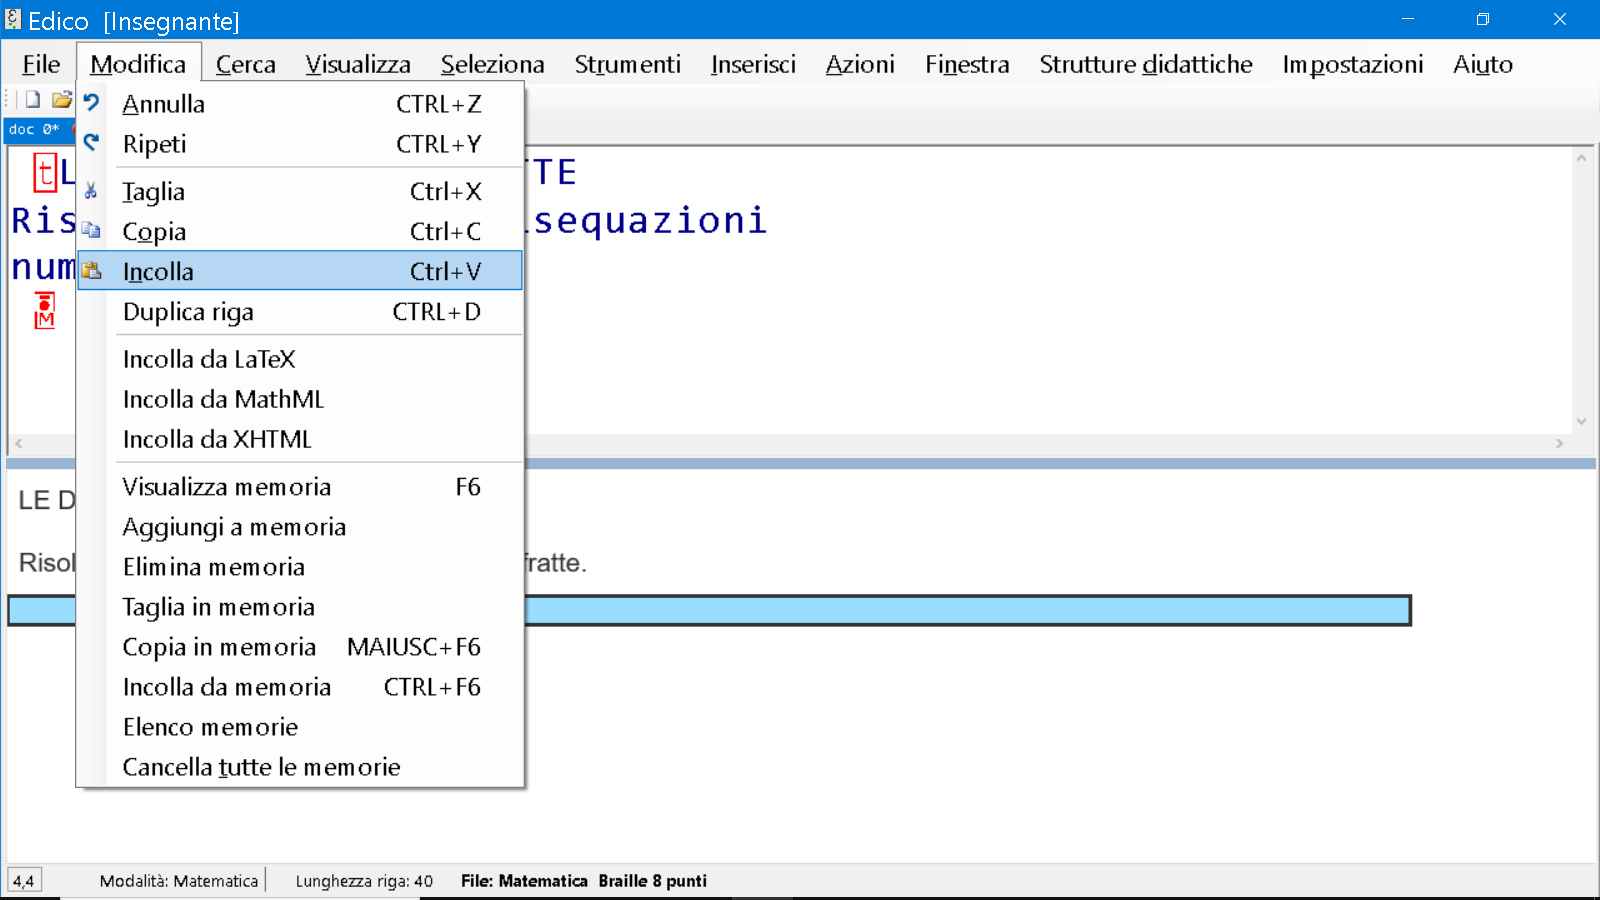 Edico [Insegnante]
File Modifica Cerca Visualizza Seleziona Strumenti Inserisci Azioni Finestra Strutture didattiche Impostazioni Aiuto
doc 0*
Annulla CTRL+Z
Ripeti CTRL+Y
Taglia Ctrl+X
Copia Ctrl+C
Incolla Ctrl+V
Duplica riga CTRL+D
Incolla da LaTeX
Incolla da MathML
Incolla da XHTML
Visualizza memoria F6
Aggiungi a memoria
Elimina memoria
Taglia in memoria
Copia in memoria MAIUSC+F6
Incolla da memoria CTRL+F6
Elenco memorie
Cancella tutte le memorie
t L TTE
Ris isequazioni
num
M
LE D
Risol fratte.
4,4 Modalità: Matematica Lunghezza riga: 40 File: Matematica Braille 8 punti